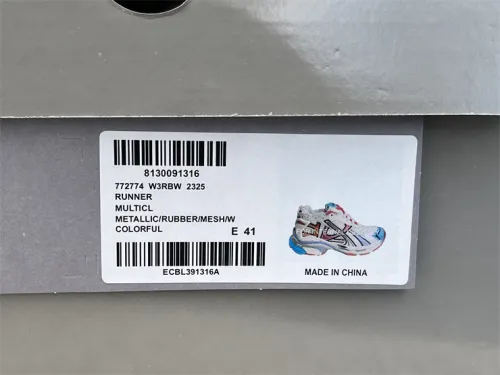 8130091316
772774 W3RBW 2325
RUNNER
MULTICL
METALLIC/RUBBER/MESH/W
COLORFUL E 41
ECBL391316A
MADE IN CHINA